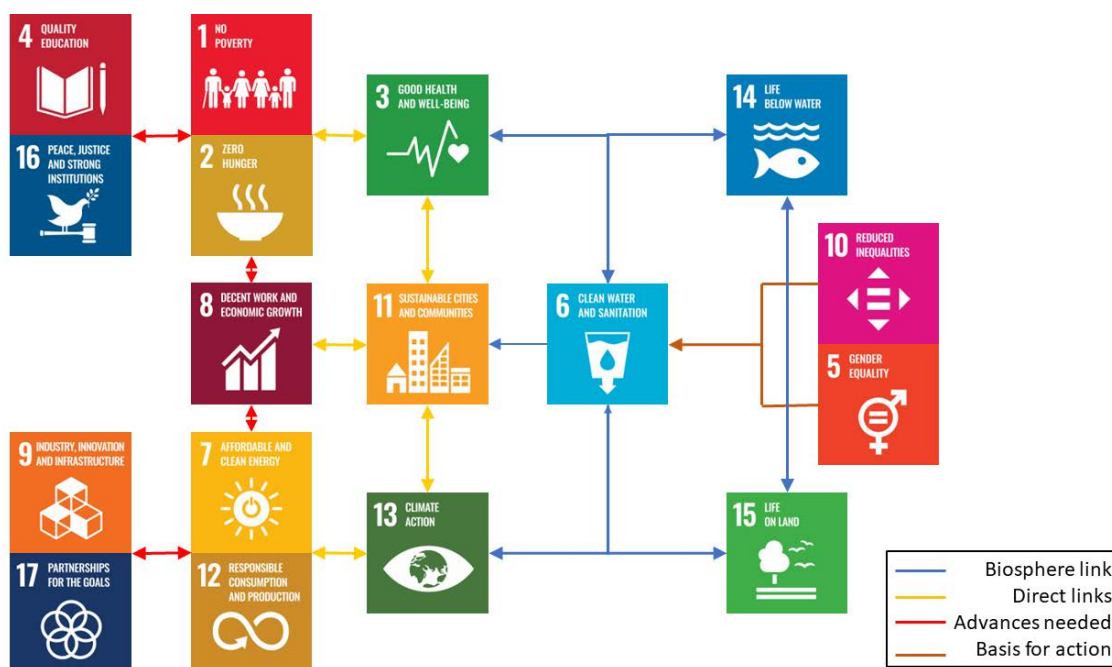 4 QUALITY
EDUCATION
1 NO
POVERTY
3 GOOD HEALTH
AND WELL-BEING
14 LIFE
BELOW WATER
16 PEACE, JUSTICE
AND STRONG
INSTITUTIONS
2 ZERO
HUNGER
10 REDUCED
INEQUALITIES
8 DECENT WORK AND
ECONOMIC GROWTH
11 SUSTAINABLE CITIES
AND COMMUNITIES
6 CLEAN WATER
AND SANITATION
5 GENDER
EQUALITY
9 INDUSTRY, INNOVATION
AND INFRASTRUCTURE
7 AFFORDABLE AND
CLEAN ENERGY
13 CLIMATE
ACTION
15 LIFE
ON LAND
17 PARTNERSHIPS
FOR THE GOALS
12 RESPONSIBLE
CONSUMPTION
AND PRODUCTION
Biosphere link
Direct links
Advances needed
Basis for action